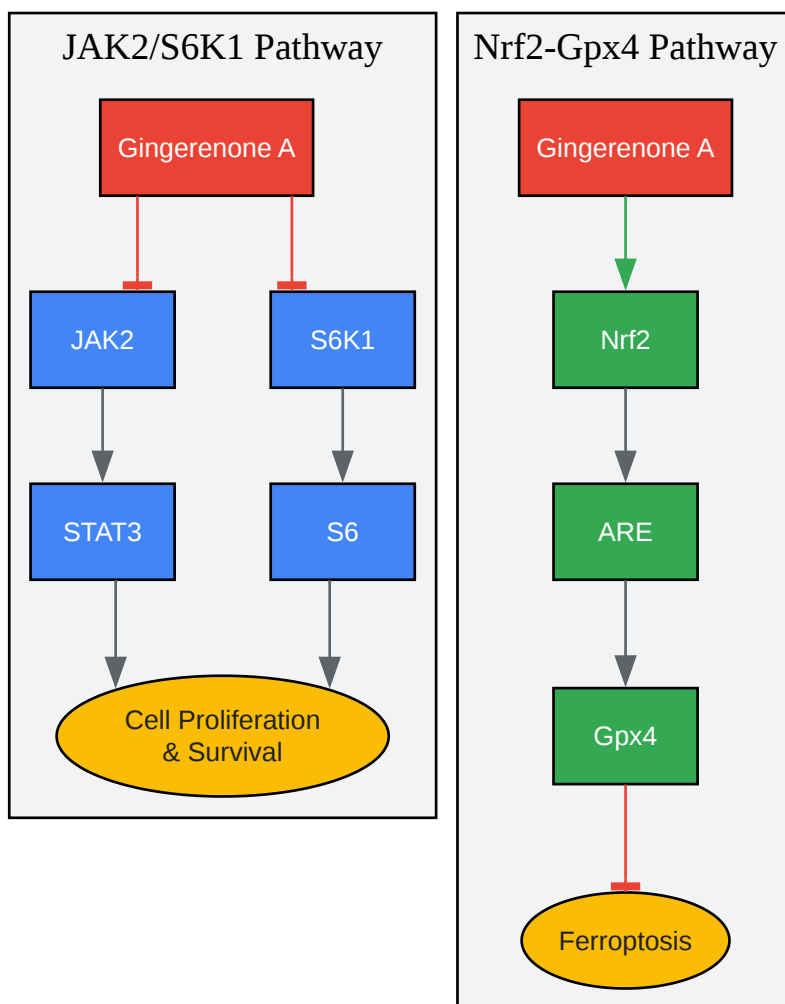 JAK2/S6K1 Pathway
Gingerenone A
JAK2
S6K1
STAT3
S6
Cell Proliferation
& Survival
Nrf2-Gpx4 Pathway
Gingerenone A
Nrf2
ARE
Gpx4
Ferroptosis